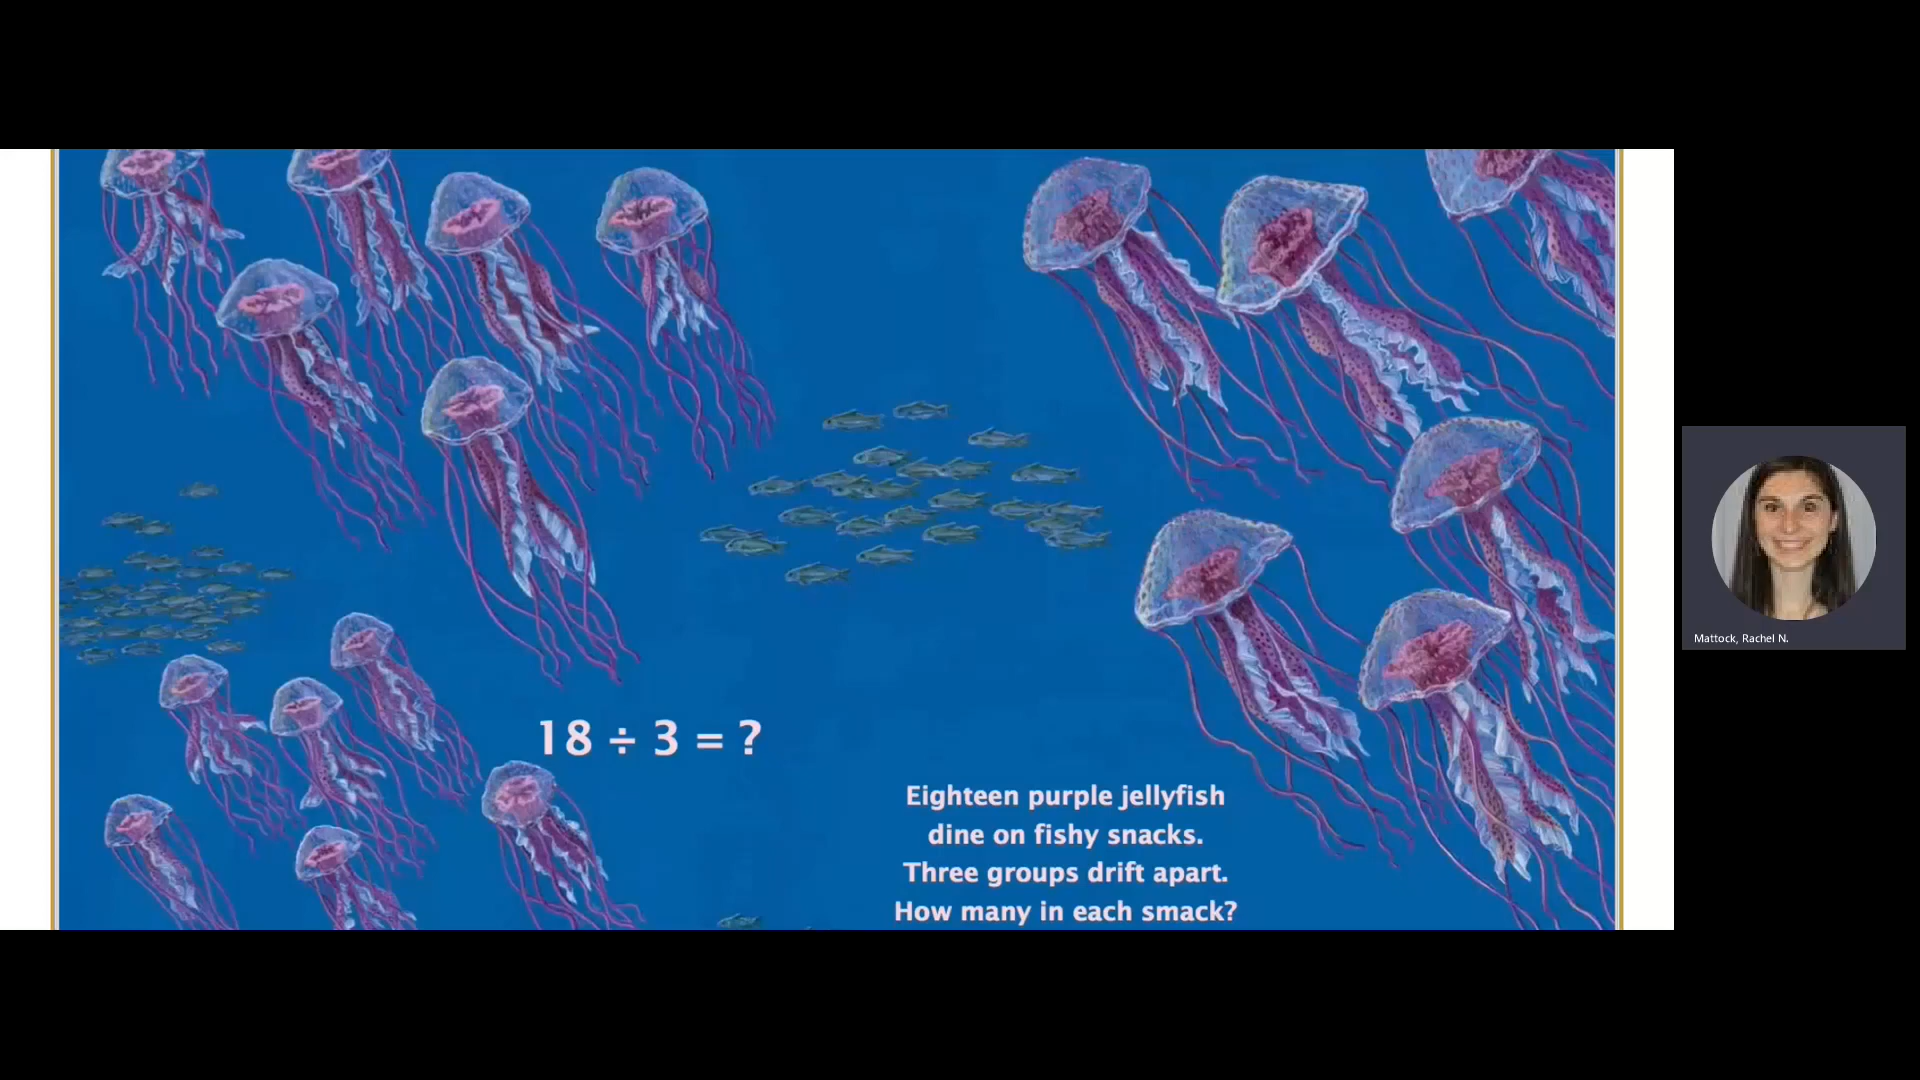 18 ÷ 3 = ?
Eighteen purple jellyfish
dine on fishy snacks.
Three groups drift apart.
How many in each smack?
Mattock, Rachel N.